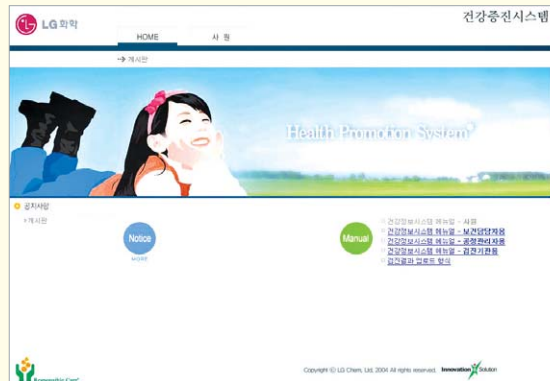 LG 화학
건강증진시스템
HOME 사 원
게시판
Health Promotion System
공지사항
게시판
Notice
Manual
건강정보시스템 메뉴얼 - 사원
건강정보시스템 메뉴얼 - 보건담당자용
건강정보시스템 메뉴얼 - 공정관리자용
건강정보시스템 메뉴얼 - 검진기관용
검진결과 업로드 양식
Responsible Care
Copyright ⓒ LG Chem, Ltd. 2004 All rights reserved. Innovation Solution